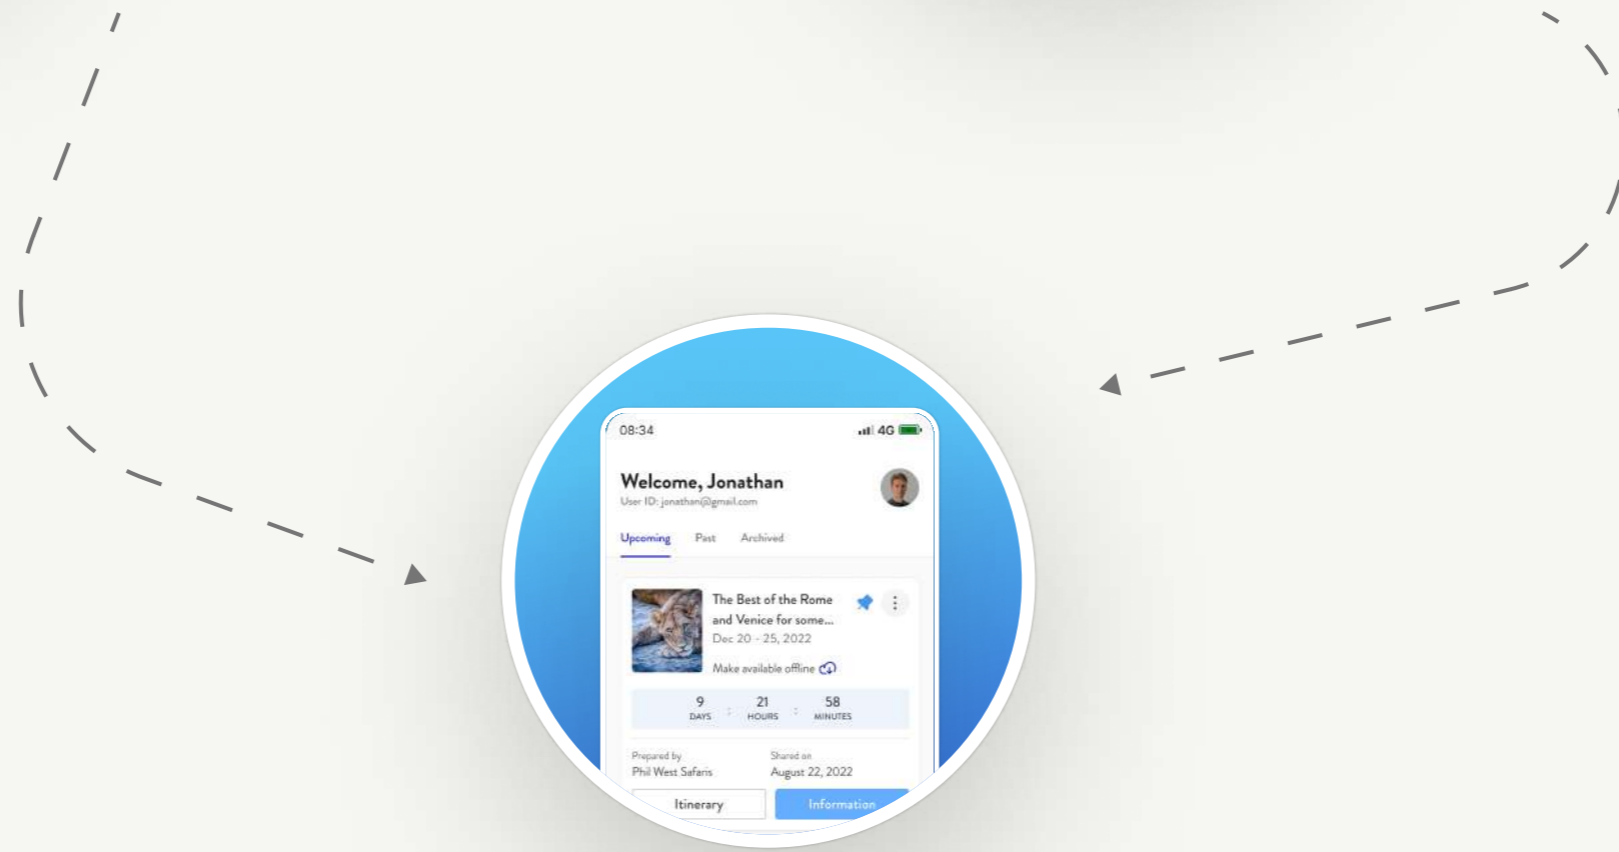 08:34
4G
Welcome, Jonathan
User ID: jonathan@gmail.com
Upcoming Past Archived
The Best of the Rome
and Venice for some...
Dec 20 - 25, 2022
Make available offline
9 : 21 : 58
DAYS HOURS MINUTES
Prepared by Shared on
Phil West Safaris August 22, 2022
Itinerary Information